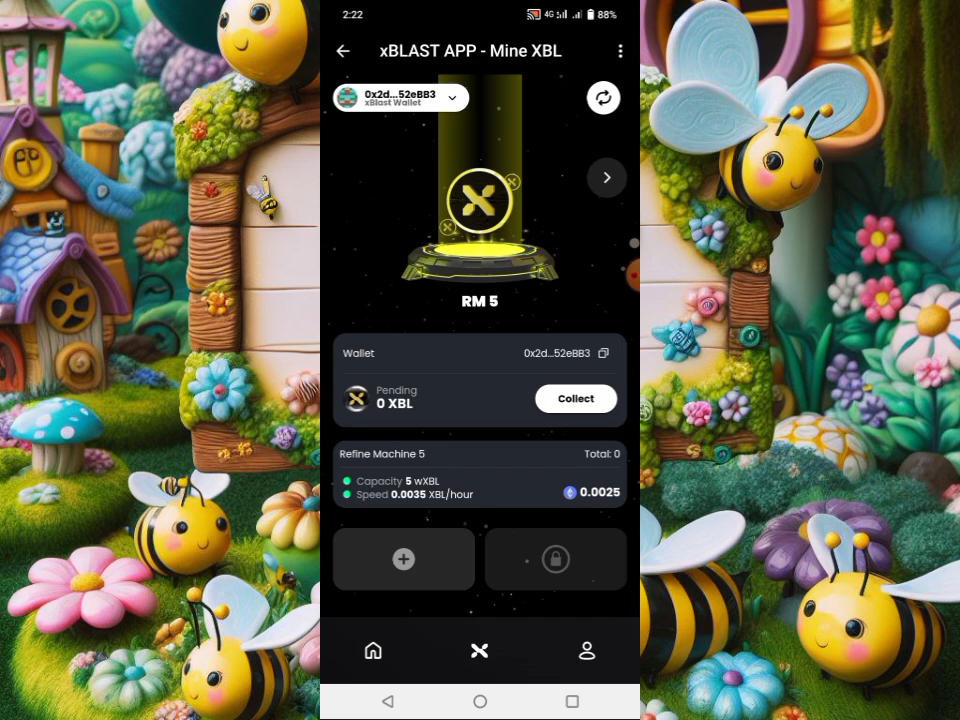 2:22
4G
88%
xBLAST APP - Mine XBL
0x2d...52eBB3
xBlast Wallet
RM 5
Wallet
0x2d...52eBB3
Pending
0 XBL
Collect
Refine Machine 5
Total: 0
Capacity 5 wXBL
Speed 0.0035 XBL/hour
0.0025